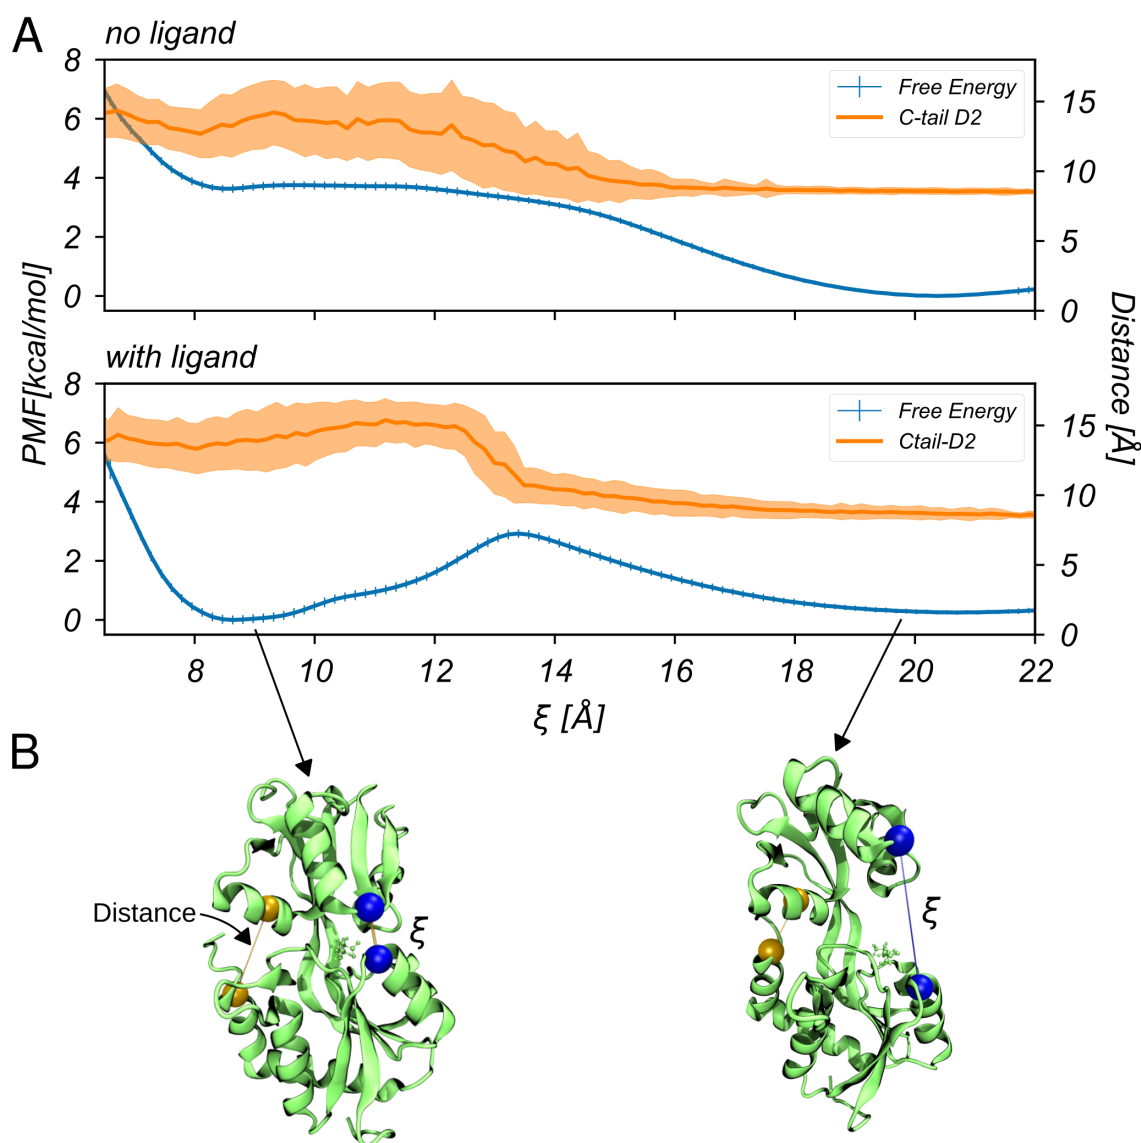 A
no ligand
8
6
4
2
0
15
10
5
0
Free Energy
C-tail D2
PMF[kcal/mol]
Distance [Å]
with ligand
8
6
4
2
0
15
10
5
0
Free Energy
Ctail-D2
8 10 12 14 16 18 20 22
ξ [Å]
B
Distance
ξ
ξ